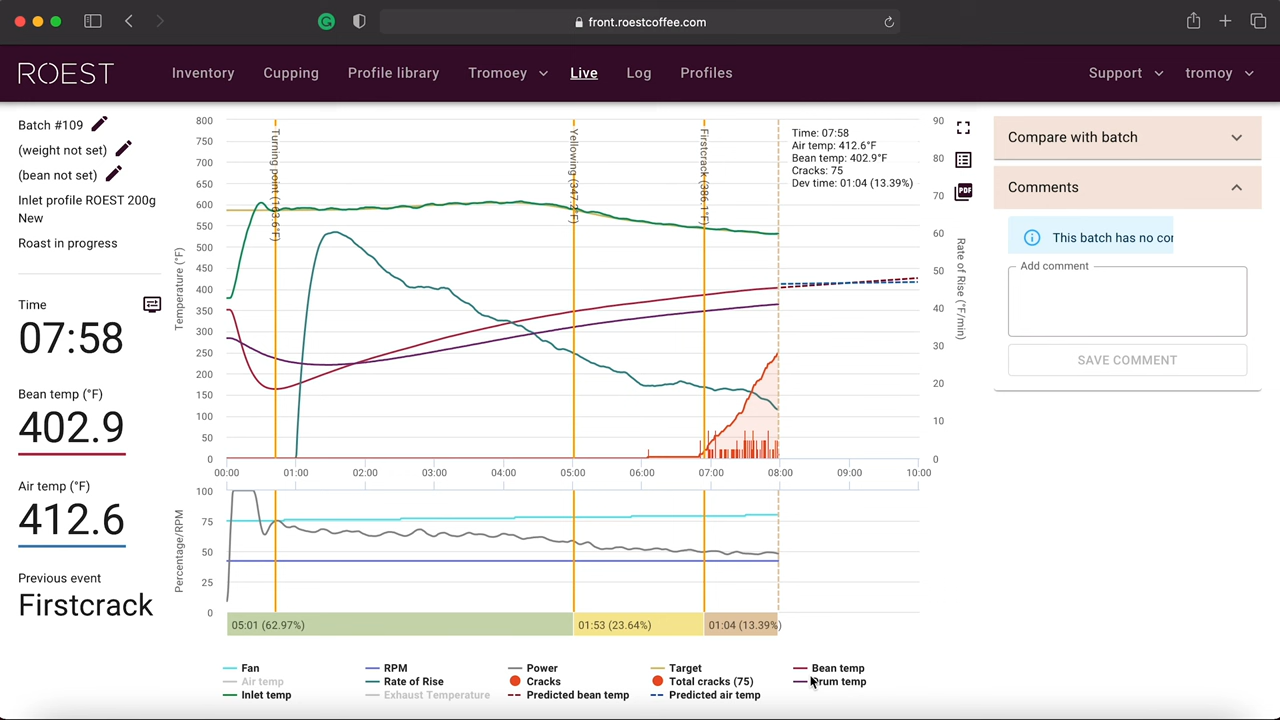 front.roestcoffee.com
ROEST
Inventory
Cupping
Profile library
Tromoey
Live
Log
Profiles
Support
tromoy
Batch #109
(weight not set)
(bean not set)
Inlet profile ROEST 200g
New
Roast in progress
Time
07:58
Bean temp (°F)
402.9
Air temp (°F)
412.6
Previous event
Firstcrack
Temperature (°F)
800
750
700
650
600
550
500
450
400
350
300
250
200
150
100
50
0
Yellowing (347.2°F)
Firstcrack (386.1°F)
Time: 07:58
Air temp: 412.6°F
Bean temp: 402.9°F
Cracks: 75
Dev time: 01:04 (13.39%)
90
80
70
60
50
40
30
20
10
0
Rate of Rise (°F/min)
PDF
00:00
01:00
02:00
03:00
04:00
05:00
06:00
07:00
08:00
09:00
10:00
Turning point
Percentage/RPM
100
75
50
25
0
05:01 (62.97%)
01:53 (23.64%)
01:04 (13.39%)
Fan
RPM
Power
Target
Bean temp
Air temp
Rate of Rise
Cracks
Total cracks (75)
Drum temp
Inlet temp
Exhaust Temperature
Predicted bean temp
Predicted air temp
Compare with batch
Comments
This batch has no cor
Add comment
SAVE COMMENT